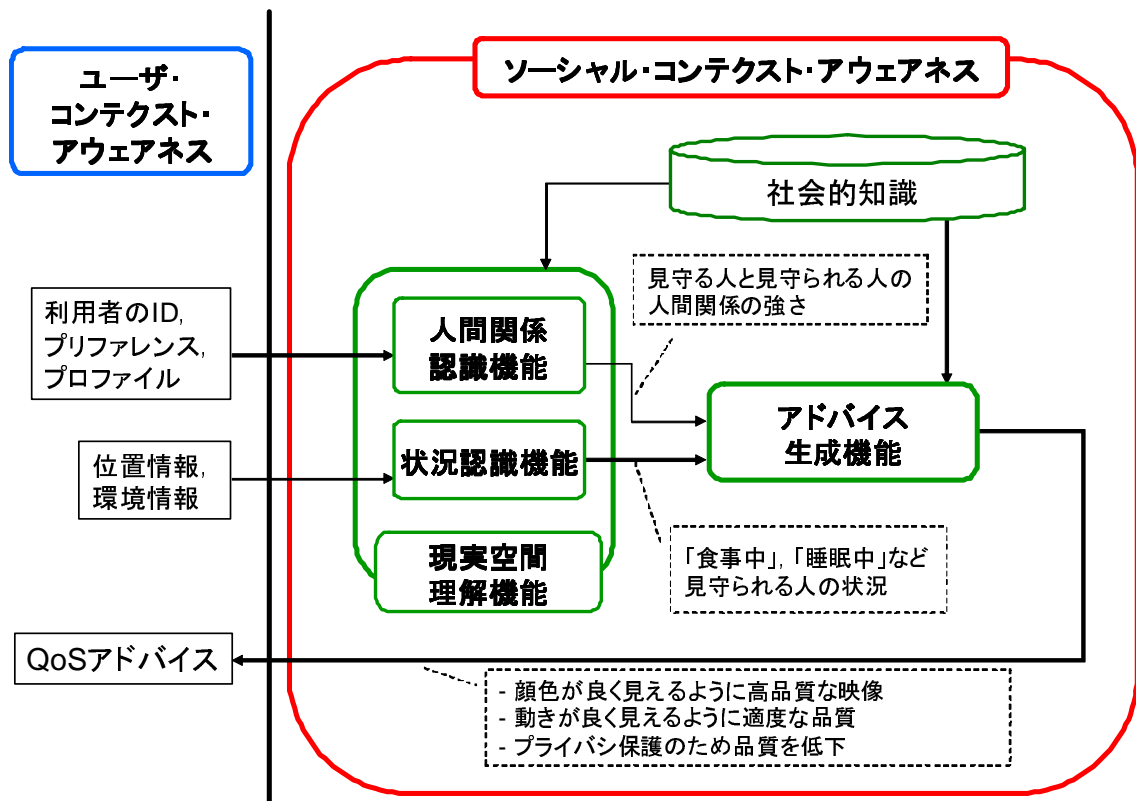 ユーザ・
コンテクスト・
アウェアネス
ソーシャル・コンテクスト・アウェアネス
社会的知識
見守る人と見守られる人の
人間関係の強さ
利用者のID,
プリファレンス,
プロファイル
人間関係
認識機能
アドバイス
生成機能
位置情報,
環境情報
状況認識機能
現実空間
理解機能
「食事中」,「睡眠中」など
見守られる人の状況
QoSアドバイス
- 顔色が良く見えるように高品質な映像
- 動きが良く見えるように適度な品質
- プライバシ保護のため品質を低下